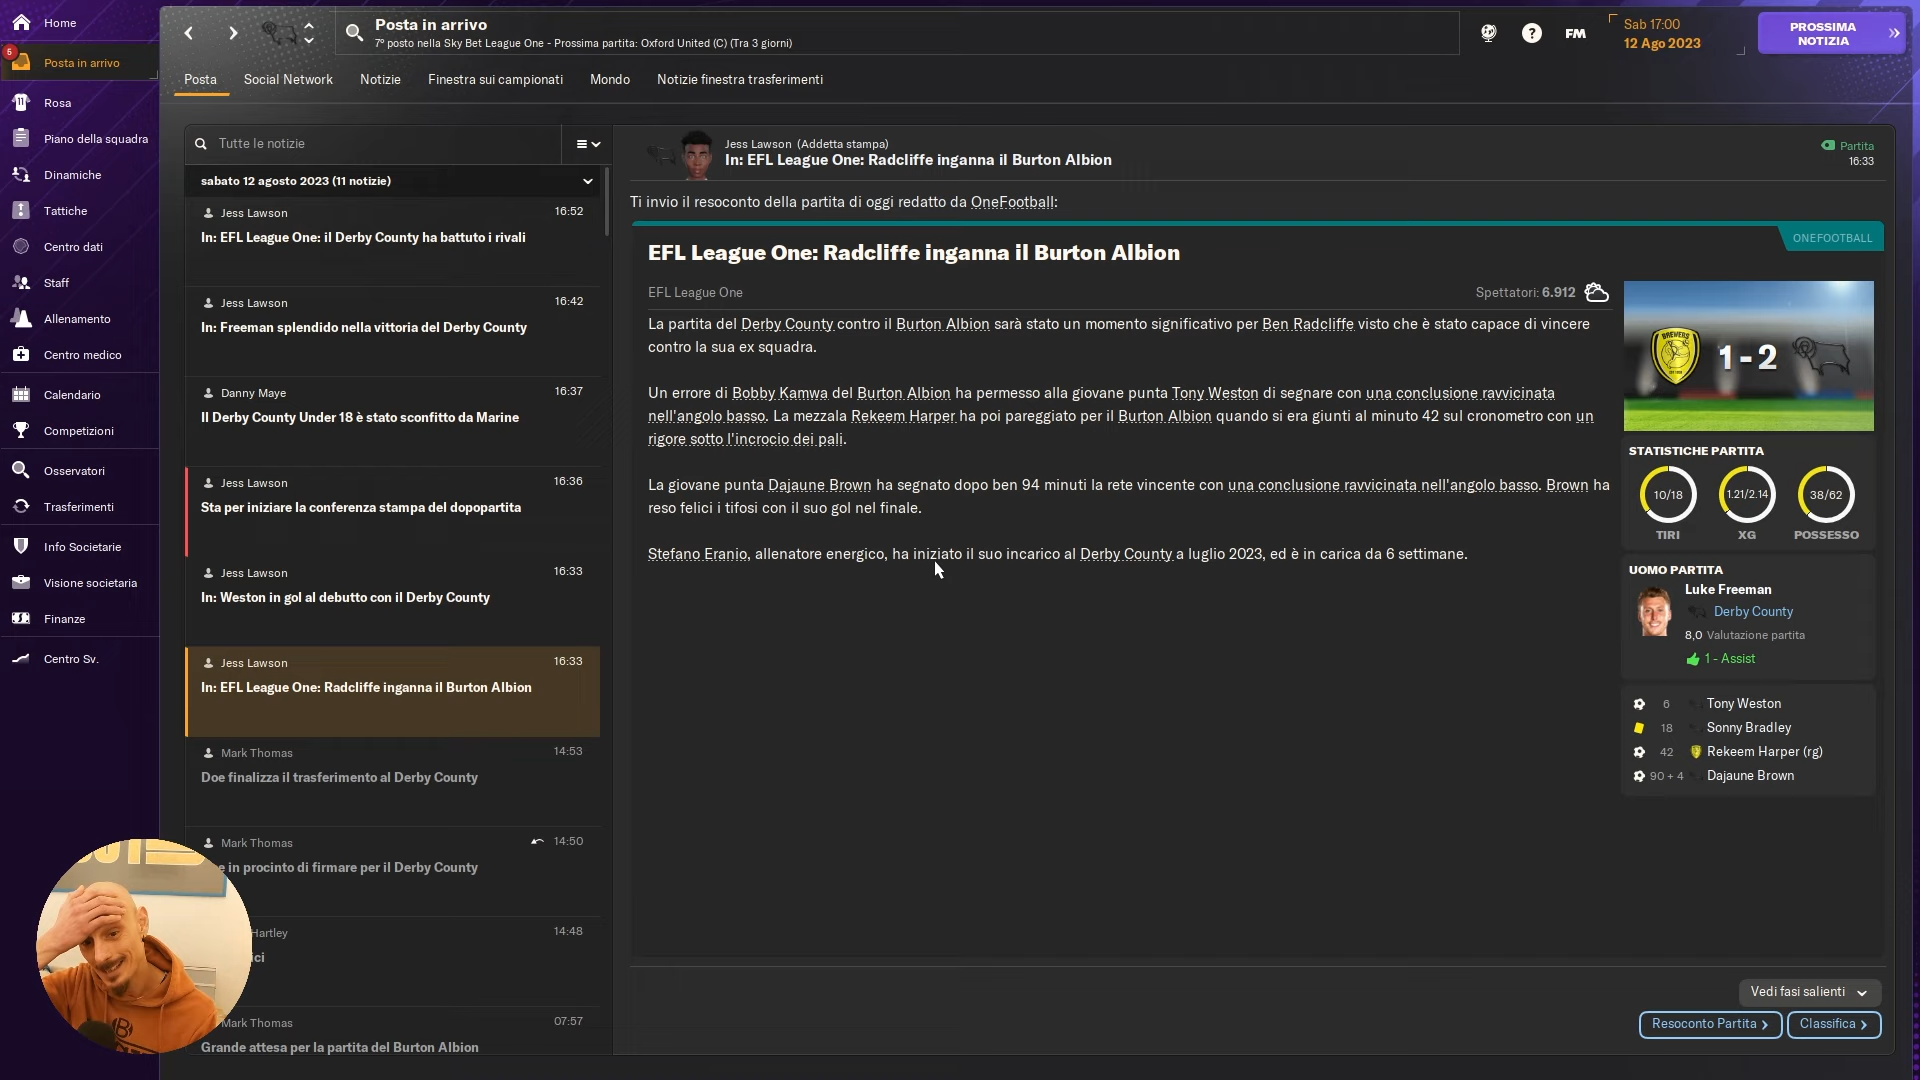 Home
6
Posta in arrivo
Rosa
Piano della squadra
Dinamiche
Tattiche
Centro dati
Staff
Allenamento
Centro medico
Calendario
Competizioni
Osservatori
Trasferimenti
Info Societarie
Visione societaria
Finanze
Centro Sv.
Posta in arrivo
7º posto nella Sky Bet League One - Prossima partita: Oxford United (C) (Tra 3 giorni)
FM
Sab 17:00
12 Ago 2023
PROSSIMA
NOTIZIA
Posta Social Network Notizie Finestra sui campionati Mondo Notizie finestra trasferimenti
Tutte le notizie
sabato 12 agosto 2023 (11 notizie)
Jess Lawson 16:52
In: EFL League One: il Derby County ha battuto i rivali
Jess Lawson 16:42
In: Freeman splendido nella vittoria del Derby County
Danny Maye 16:37
Il Derby County Under 18 è stato sconfitto da Marine
Jess Lawson 16:36
Sta per iniziare la conferenza stampa del dopopartita
Jess Lawson 16:33
In: Weston in gol al debutto con il Derby County
Jess Lawson 16:33
In: EFL League One: Radcliffe inganna il Burton Albion
Mark Thomas 14:53
Doe finalizza il trasferimento al Derby County
Mark Thomas 14:50
in procinto di firmare per il Derby County
Hartley 14:48
ici
Mark Thomas 07:57
Grande attesa per la partita del Burton Albion
Jess Lawson (Addetta stampa)
In: EFL League One: Radcliffe inganna il Burton Albion
Partita
16:33
Ti invio il resoconto della partita di oggi redatto da OneFootball:
ONEFOOTBALL
EFL League One: Radcliffe inganna il Burton Albion
EFL League One
Spettatori: 6.912
La partita del Derby County contro il Burton Albion sarà stato un momento significativo per Ben Radcliffe visto che è stato capace di vincere
contro la sua ex squadra.
Un errore di Bobby Kamwa del Burton Albion ha permesso alla giovane punta Tony Weston di segnare con una conclusione ravvicinata
nell'angolo basso. La mezzala Rekeem Harper ha poi pareggiato per il Burton Albion quando si era giunti al minuto 42 sul cronometro con un
rigore sotto l'incrocio dei pali.
La giovane punta Dajaune Brown ha segnato dopo ben 94 minuti la rete vincente con una conclusione ravvicinata nell'angolo basso. Brown ha
reso felici i tifosi con il suo gol nel finale.
Stefano Eranio, allenatore energico, ha iniziato il suo incarico al Derby County a luglio 2023, ed è in carica da 6 settimane.
BREWERS
1 - 2
STATISTICHE PARTITA
10/18 1.21/2.14 38/62
TIRI XG POSSESSO
UOMO PARTITA
Luke Freeman
Derby County
8,0 Valutazione partita
1 - Assist
6 Tony Weston
18 Sonny Bradley
42 Rekeem Harper (rg)
90 + 4 Dajaune Brown
Vedi fasi salienti
Resoconto Partita
Classifica